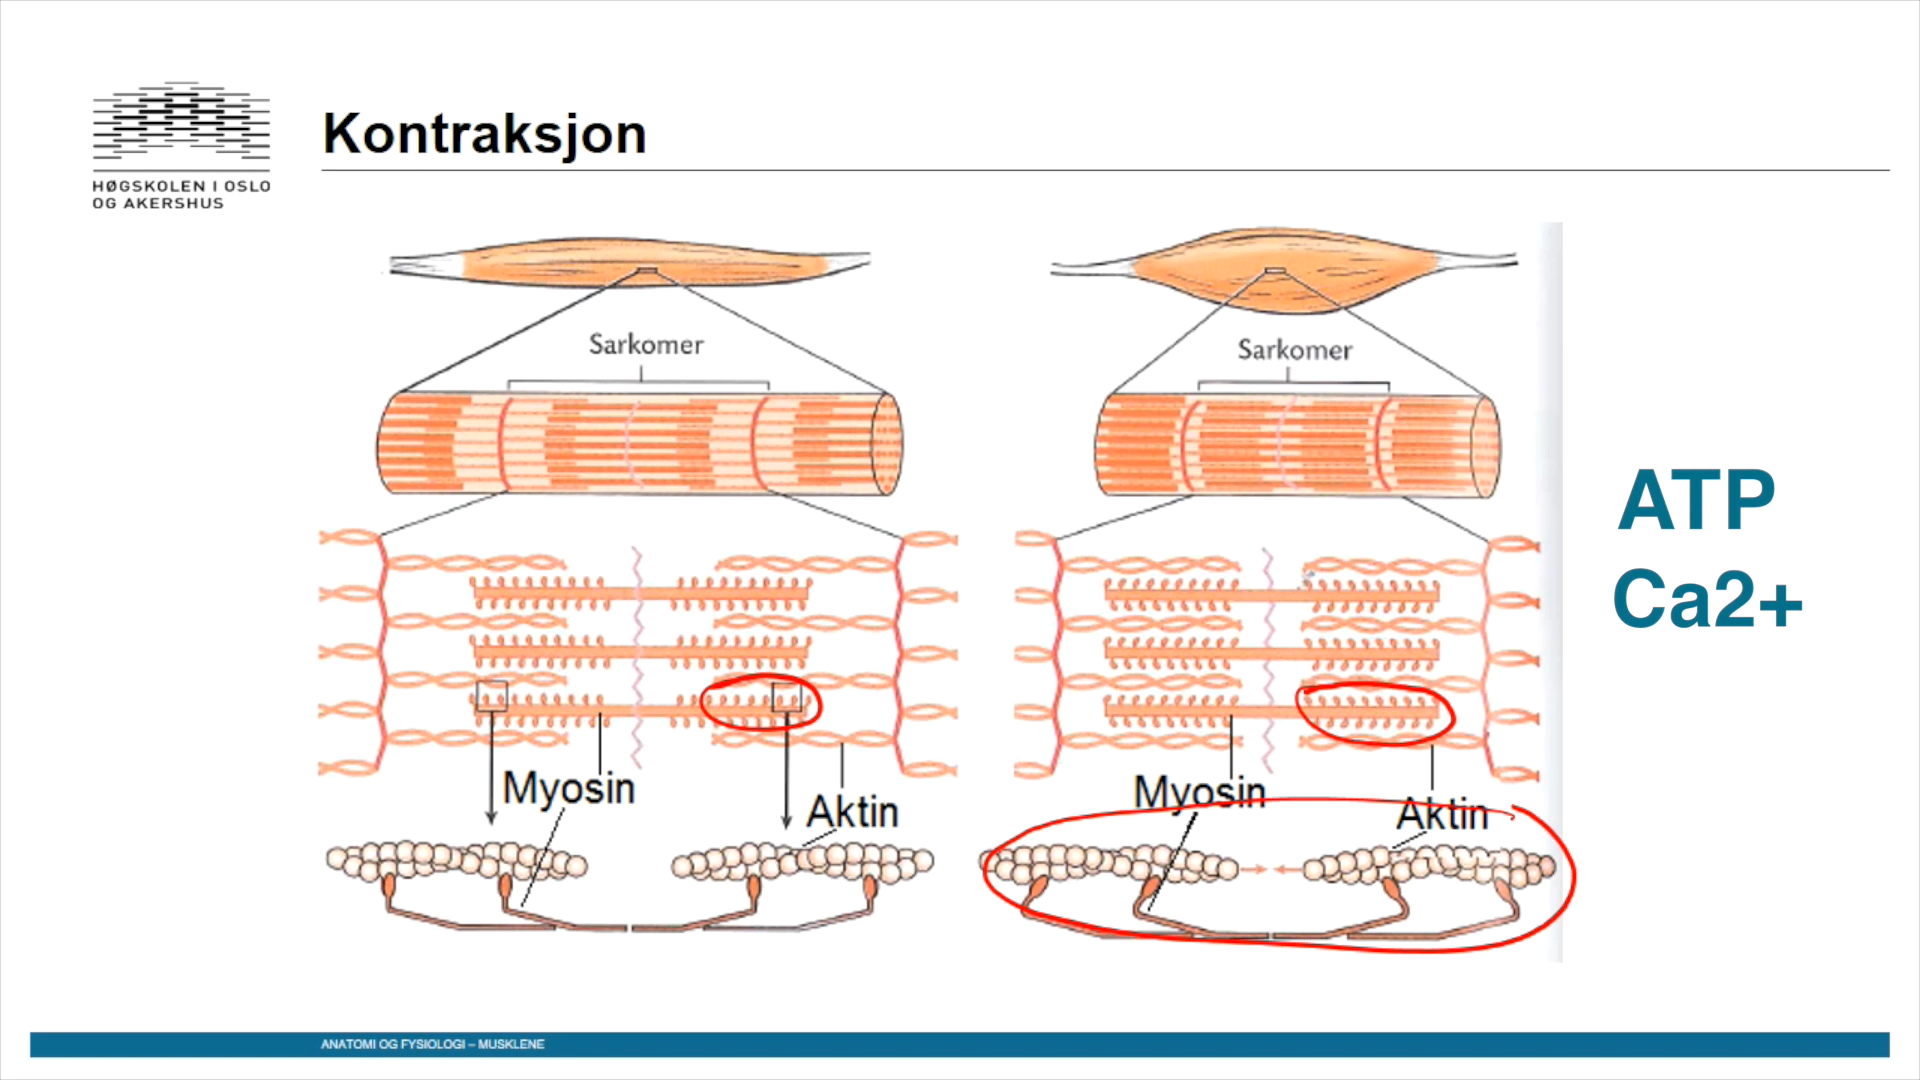 HØGSKOLEN I OSLO
OG AKERSHUS
Kontraksjon
Sarkomer
Sarkomer
ATP
Ca2+
Myosin
Aktin
Myosin
Aktin
ANATOMI OG FYSIOLOGI – MUSKLENE